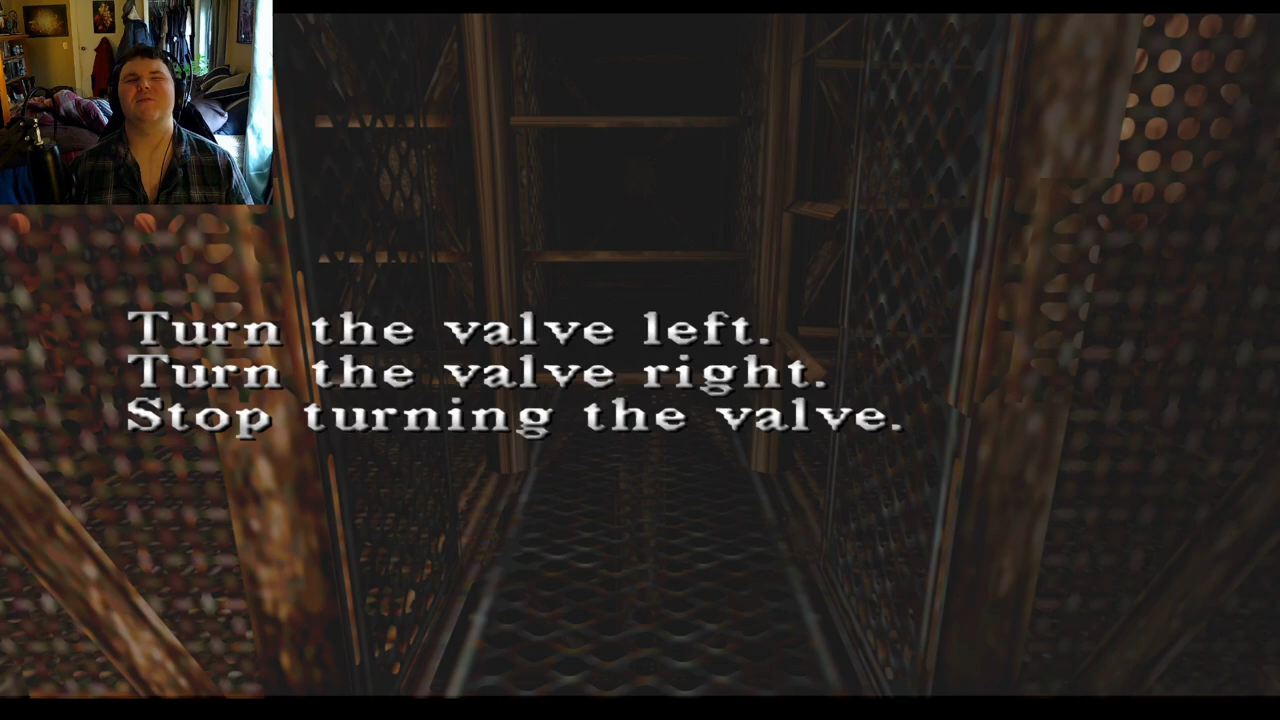 Turn the valve left.
Turn the valve right.
Stop turning the valve.